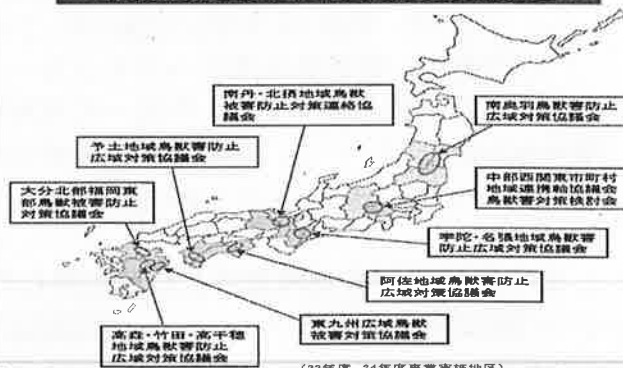 南丹・北摂地域鳥獣
被害防止対策連絡協
議会
南奥羽鳥獣害防止
広域対策協議会
予土地域鳥獣害防止
広域対策協議会
中部西関東市町村
地域連携軸協議会
鳥獣害対策検討会
大分北部福岡東
部鳥獣被害防止
対策協議会
宇陀・名張地域鳥獣害
防止広域対策協議会
阿佐地域鳥獣害防止
広域対策協議会
東九州広域鳥獣
被害対策協議会
高森・竹田・高千穂
地域鳥獣害防止
広域対策協議会